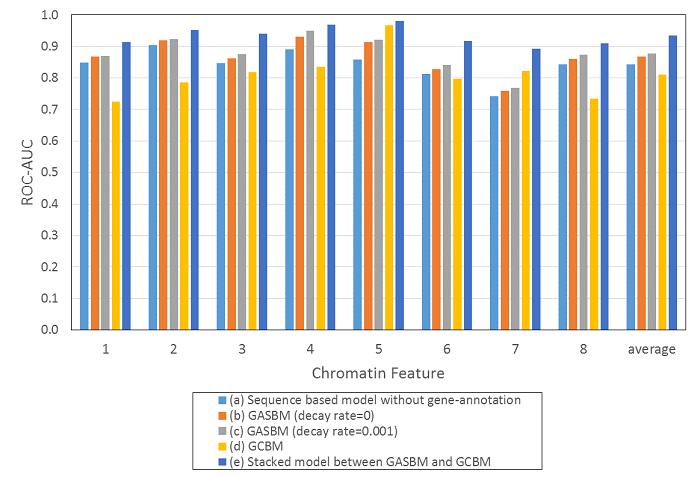 1.0
0.9
0.8
0.7
0.6
0.5
0.4
0.3
0.2
0.1
0.0
ROC-AUC
1 2 3 4 5 6 7 8 average
Chromatin Feature
(a) Sequence based model without gene-annotation
(b) GASBM (decay rate=0)
(c) GASBM (decay rate=0.001)
(d) GCBM
(e) Stacked model between GASBM and GCBM